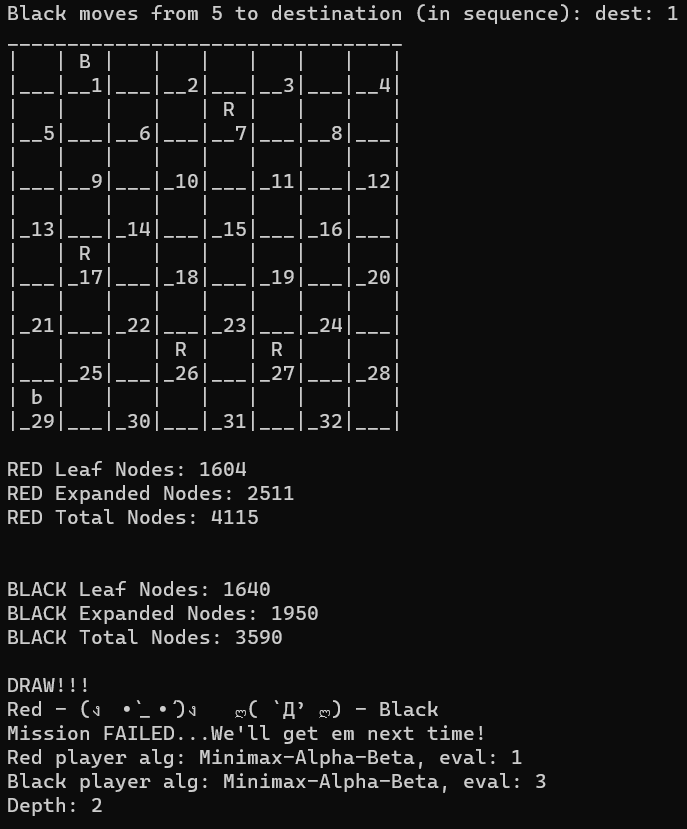 Black moves from 5 to destination (in sequence): dest: 1
_________________________________
|   | B |   |   |   |   |   |   |
|___|__1|___|__2|___|__3|___|__4|
|   |   |   |   | R |   |   |   |
|__5|___|__6|___|__7|___|__8|___|
|   |   |   |   |   |   |   |   |
|___|__9|___|_10|___|_11|___|_12|
|   |   |   |   |   |   |   |   |
|_13|___|_14|___|_15|___|_16|___|
|   | R |   |   |   |   |   |   |
|___|_17|___|_18|___|_19|___|_20|
|   |   |   |   |   |   |   |   |
|_21|___|_22|___|_23|___|_24|___|
|   |   |   | R |   | R |   |   |
|___|_25|___|_26|___|_27|___|_28|
| b |   |   |   |   |   |   |   |
|_29|___|_30|___|_31|___|_32|___|
RED Leaf Nodes: 1604
RED Expanded Nodes: 2511
RED Total Nodes: 4115
BLACK Leaf Nodes: 1640
BLACK Expanded Nodes: 1950
BLACK Total Nodes: 3590
DRAW!!!
Red - (ง •̀_•́)ง   ლ( `Д’ ლ) - Black
Mission FAILED...We'll get em next time!
Red player alg: Minimax-Alpha-Beta, eval: 1
Black player alg: Minimax-Alpha-Beta, eval: 3
Depth: 2